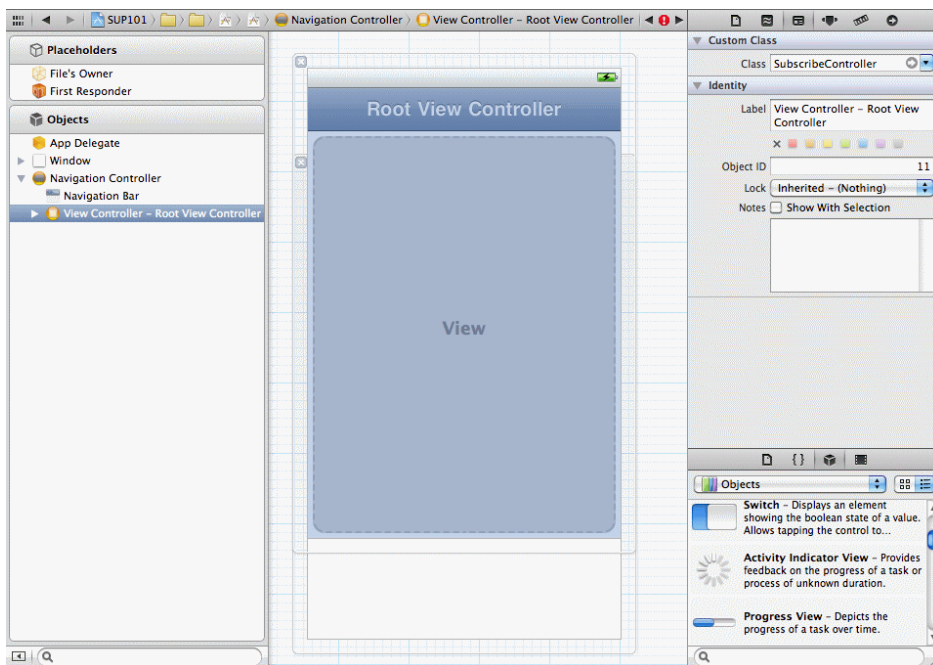 SUP101
Navigation Controller
View Controller – Root View Controller
Placeholders
File's Owner
First Responder
Objects
App Delegate
Window
Navigation Controller
Navigation Bar
View Controller – Root View Controller
Root View Controller
View
Custom Class
Class SubscribeController
Identity
Label View Controller – Root View
Controller
Object ID 11
Lock Inherited – (Nothing)
Notes Show With Selection
{}
Objects
Switch – Displays an element
showing the boolean state of a value.
Allows tapping the control to...
Activity Indicator View – Provides
feedback on the progress of a task or
process of unknown duration.
Progress View – Depicts the
progress of a task over time.